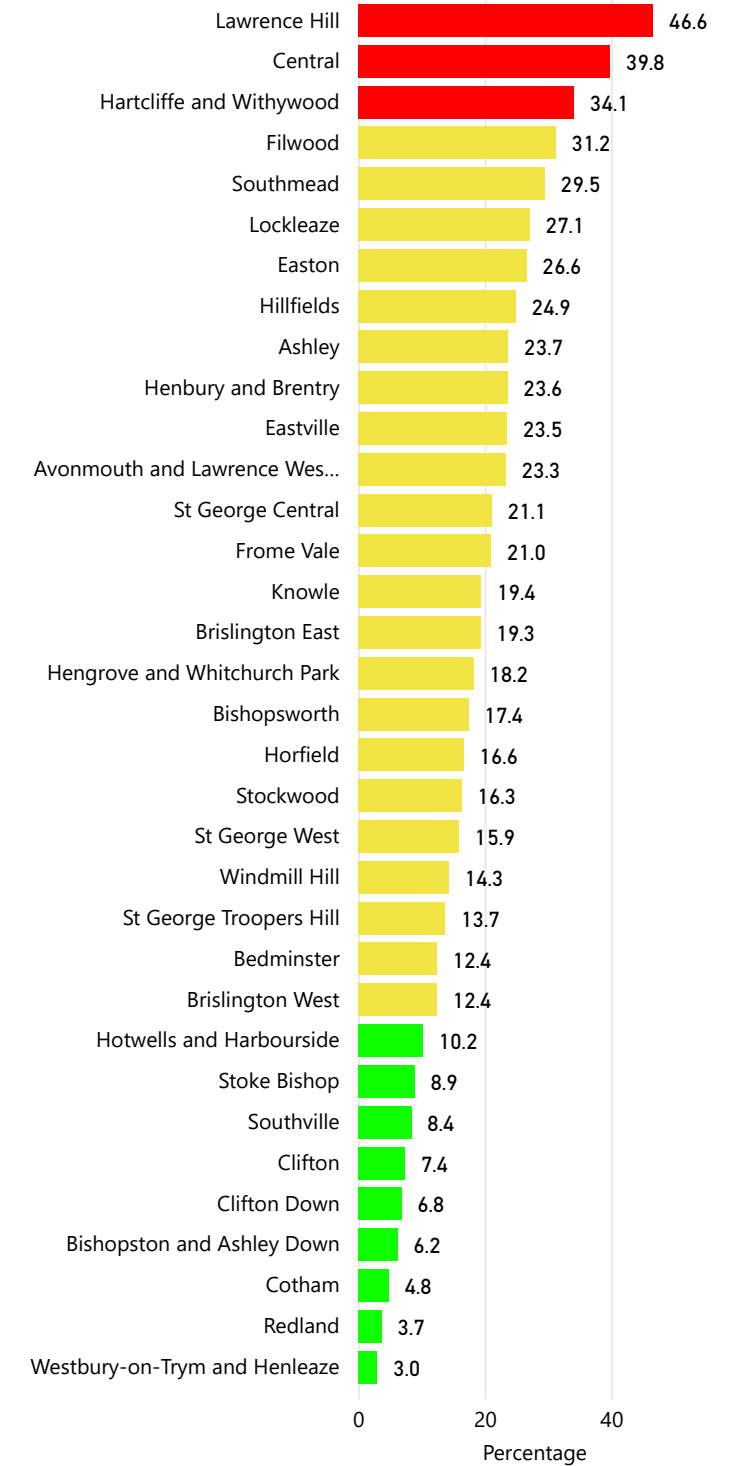 Lawrence Hill 46.6
Central 39.8
Hartcliffe and Withywood 34.1
Filwood 31.2
Southmead 29.5
Lockleaze 27.1
Easton 26.6
Hillfields 24.9
Ashley 23.7
Henbury and Brentry 23.6
Eastville 23.5
Avonmouth and Lawrence Wes... 23.3
St George Central 21.1
Frome Vale 21.0
Knowle 19.4
Brislington East 19.3
Hengrove and Whitchurch Park 18.2
Bishopsworth 17.4
Horfield 16.6
Stockwood 16.3
St George West 15.9
Windmill Hill 14.3
St George Troopers Hill 13.7
Bedminster 12.4
Brislington West 12.4
Hotwells and Harbourside 10.2
Stoke Bishop 8.9
Southville 8.4
Clifton 7.4
Clifton Down 6.8
Bishopston and Ashley Down 6.2
Cotham 4.8
Redland 3.7
Westbury-on-Trym and Henleaze 3.0
0 20 40
Percentage